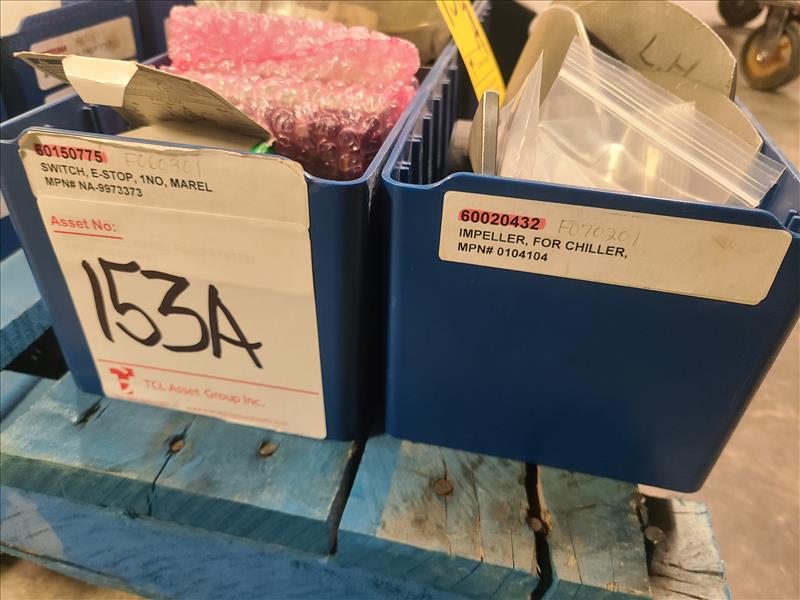 60150775 F060301
SWITCH, E-STOP, 1NO, MAREL
MPN# NA-9973373
Asset No:
153A
TCL Asset Group Inc.
L.H
60020432 F070201
IMPELLER, FOR CHILLER,
MPN# 0104104